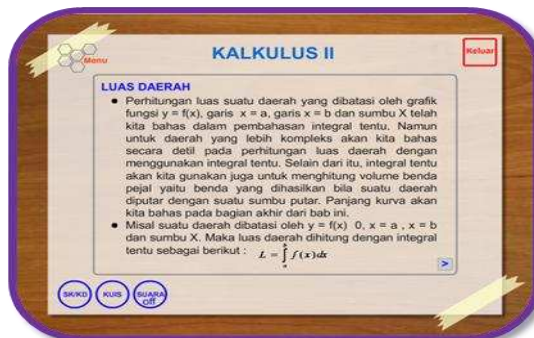 KALKULUS II
Menu
Keluar
LUAS DAERAH
• Perhitungan luas suatu daerah yang dibatasi oleh grafik
fungsi y = f(x), garis x = a, garis x = b dan sumbu X telah
kita bahas dalam pembahasan integral tentu. Namun
untuk daerah yang lebih kompleks akan kita bahas
secara detil pada perhitungan luas daerah dengan
menggunakan integral tentu. Selain dari itu, integral tentu
akan kita gunakan juga untuk menghitung volume benda
pejal yaitu benda yang dihasilkan bila suatu daerah
diputar dengan suatu sumbu putar. Panjang kurva akan
kita bahas pada bagian akhir dari bab ini.
• Misal suatu daerah dibatasi oleh y = f(x) 0, x = a , x = b
dan sumbu X. Maka luas daerah dihitung dengan integral
tentu sebagai berikut : L = ∫ₐᵇ f(x)dx
>
SK/KD
KUIS
SUARA
off